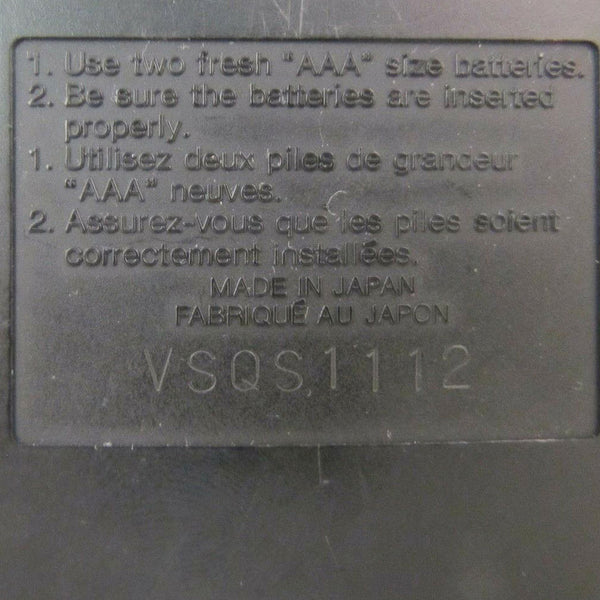 1. Use two fresh "AAA" size batteries.
2. Be sure the batteries are inserted
properly.
1. Utilisez deux piles de grandeur
"AAA" neuves.
2. Assurez-vous que les piles soient
correctement installées.
MADE IN JAPAN
FABRIQUÉ AU JAPON
VSQS1112